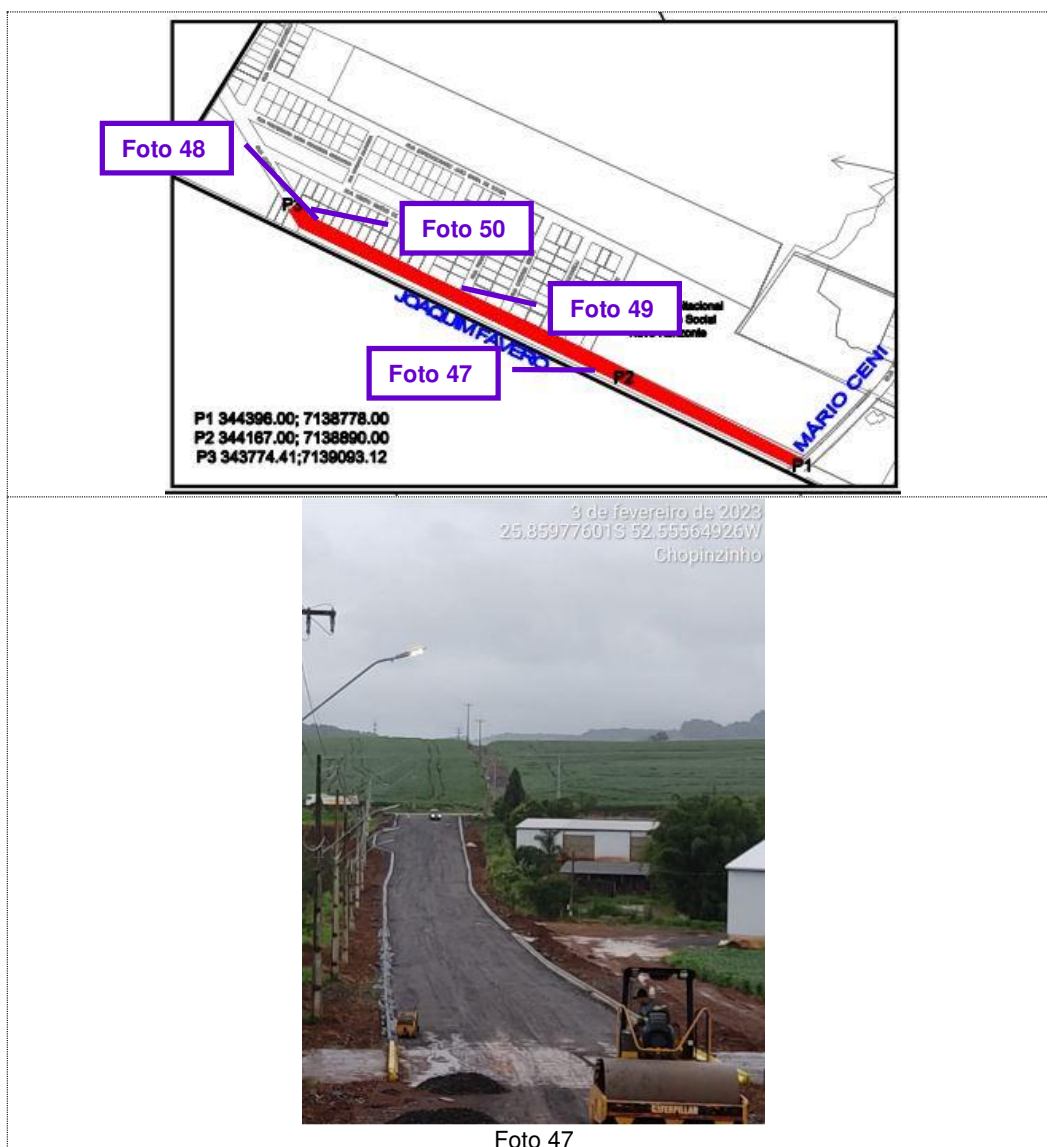 Foto 48
P3
Foto 50
Foto 49
itacional
Social
JOAQUIM FAVERO
Foto 47
P2
MÁRIO CENI
P1
P1 344396.00; 7138778.00
P2 344167.00; 7138890.00
P3 343774.41;7139093.12
3 de fevereiro de 2023
25.85977601S 52.55564926W
Chopinzinho
CATERPILLAR
Foto 47